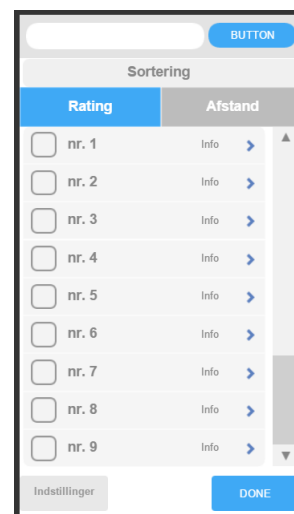 BUTTON
Sortering
Rating Afstand
nr. 1 Info
nr. 2 Info
nr. 3 Info
nr. 4 Info
nr. 5 Info
nr. 6 Info
nr. 7 Info
nr. 8 Info
nr. 9 Info
Indstillinger DONE